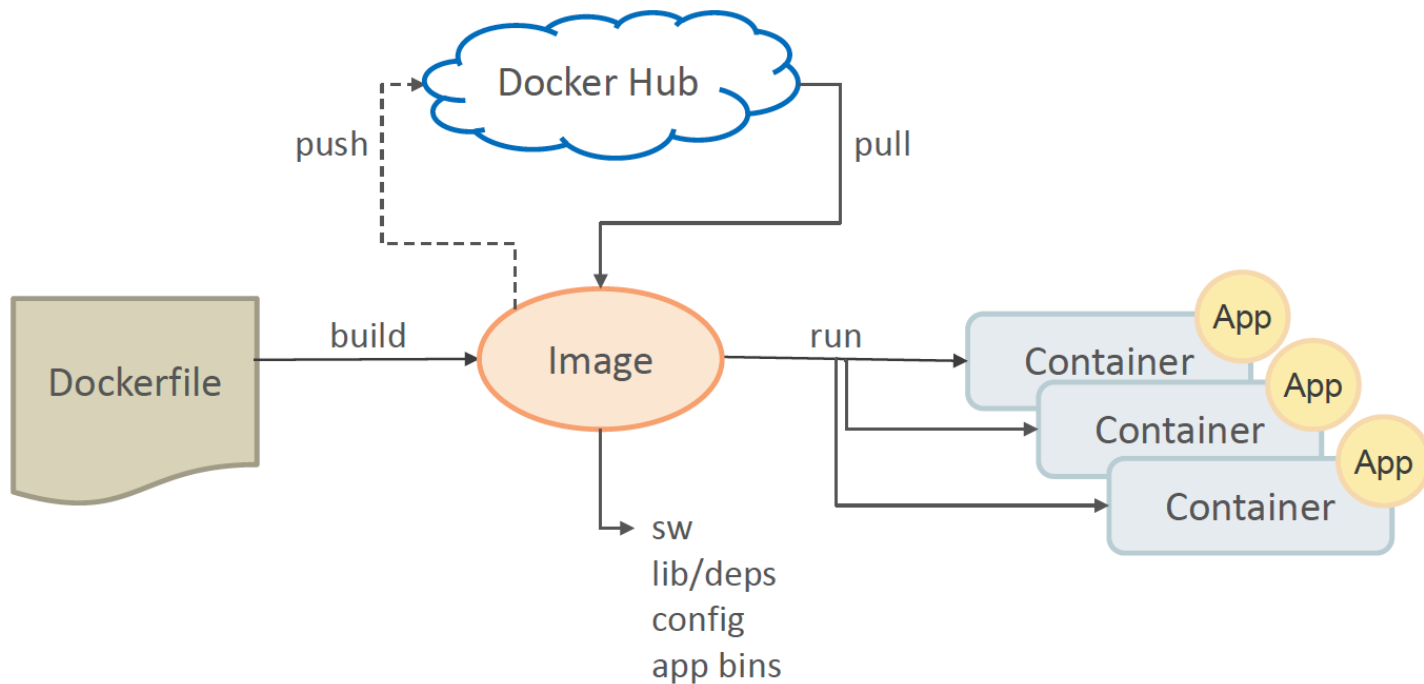 Docker Hub
push
pull
Dockerfile
build
Image
run
Container
App
Container
App
Container
App
sw
lib/deps
config
app bins